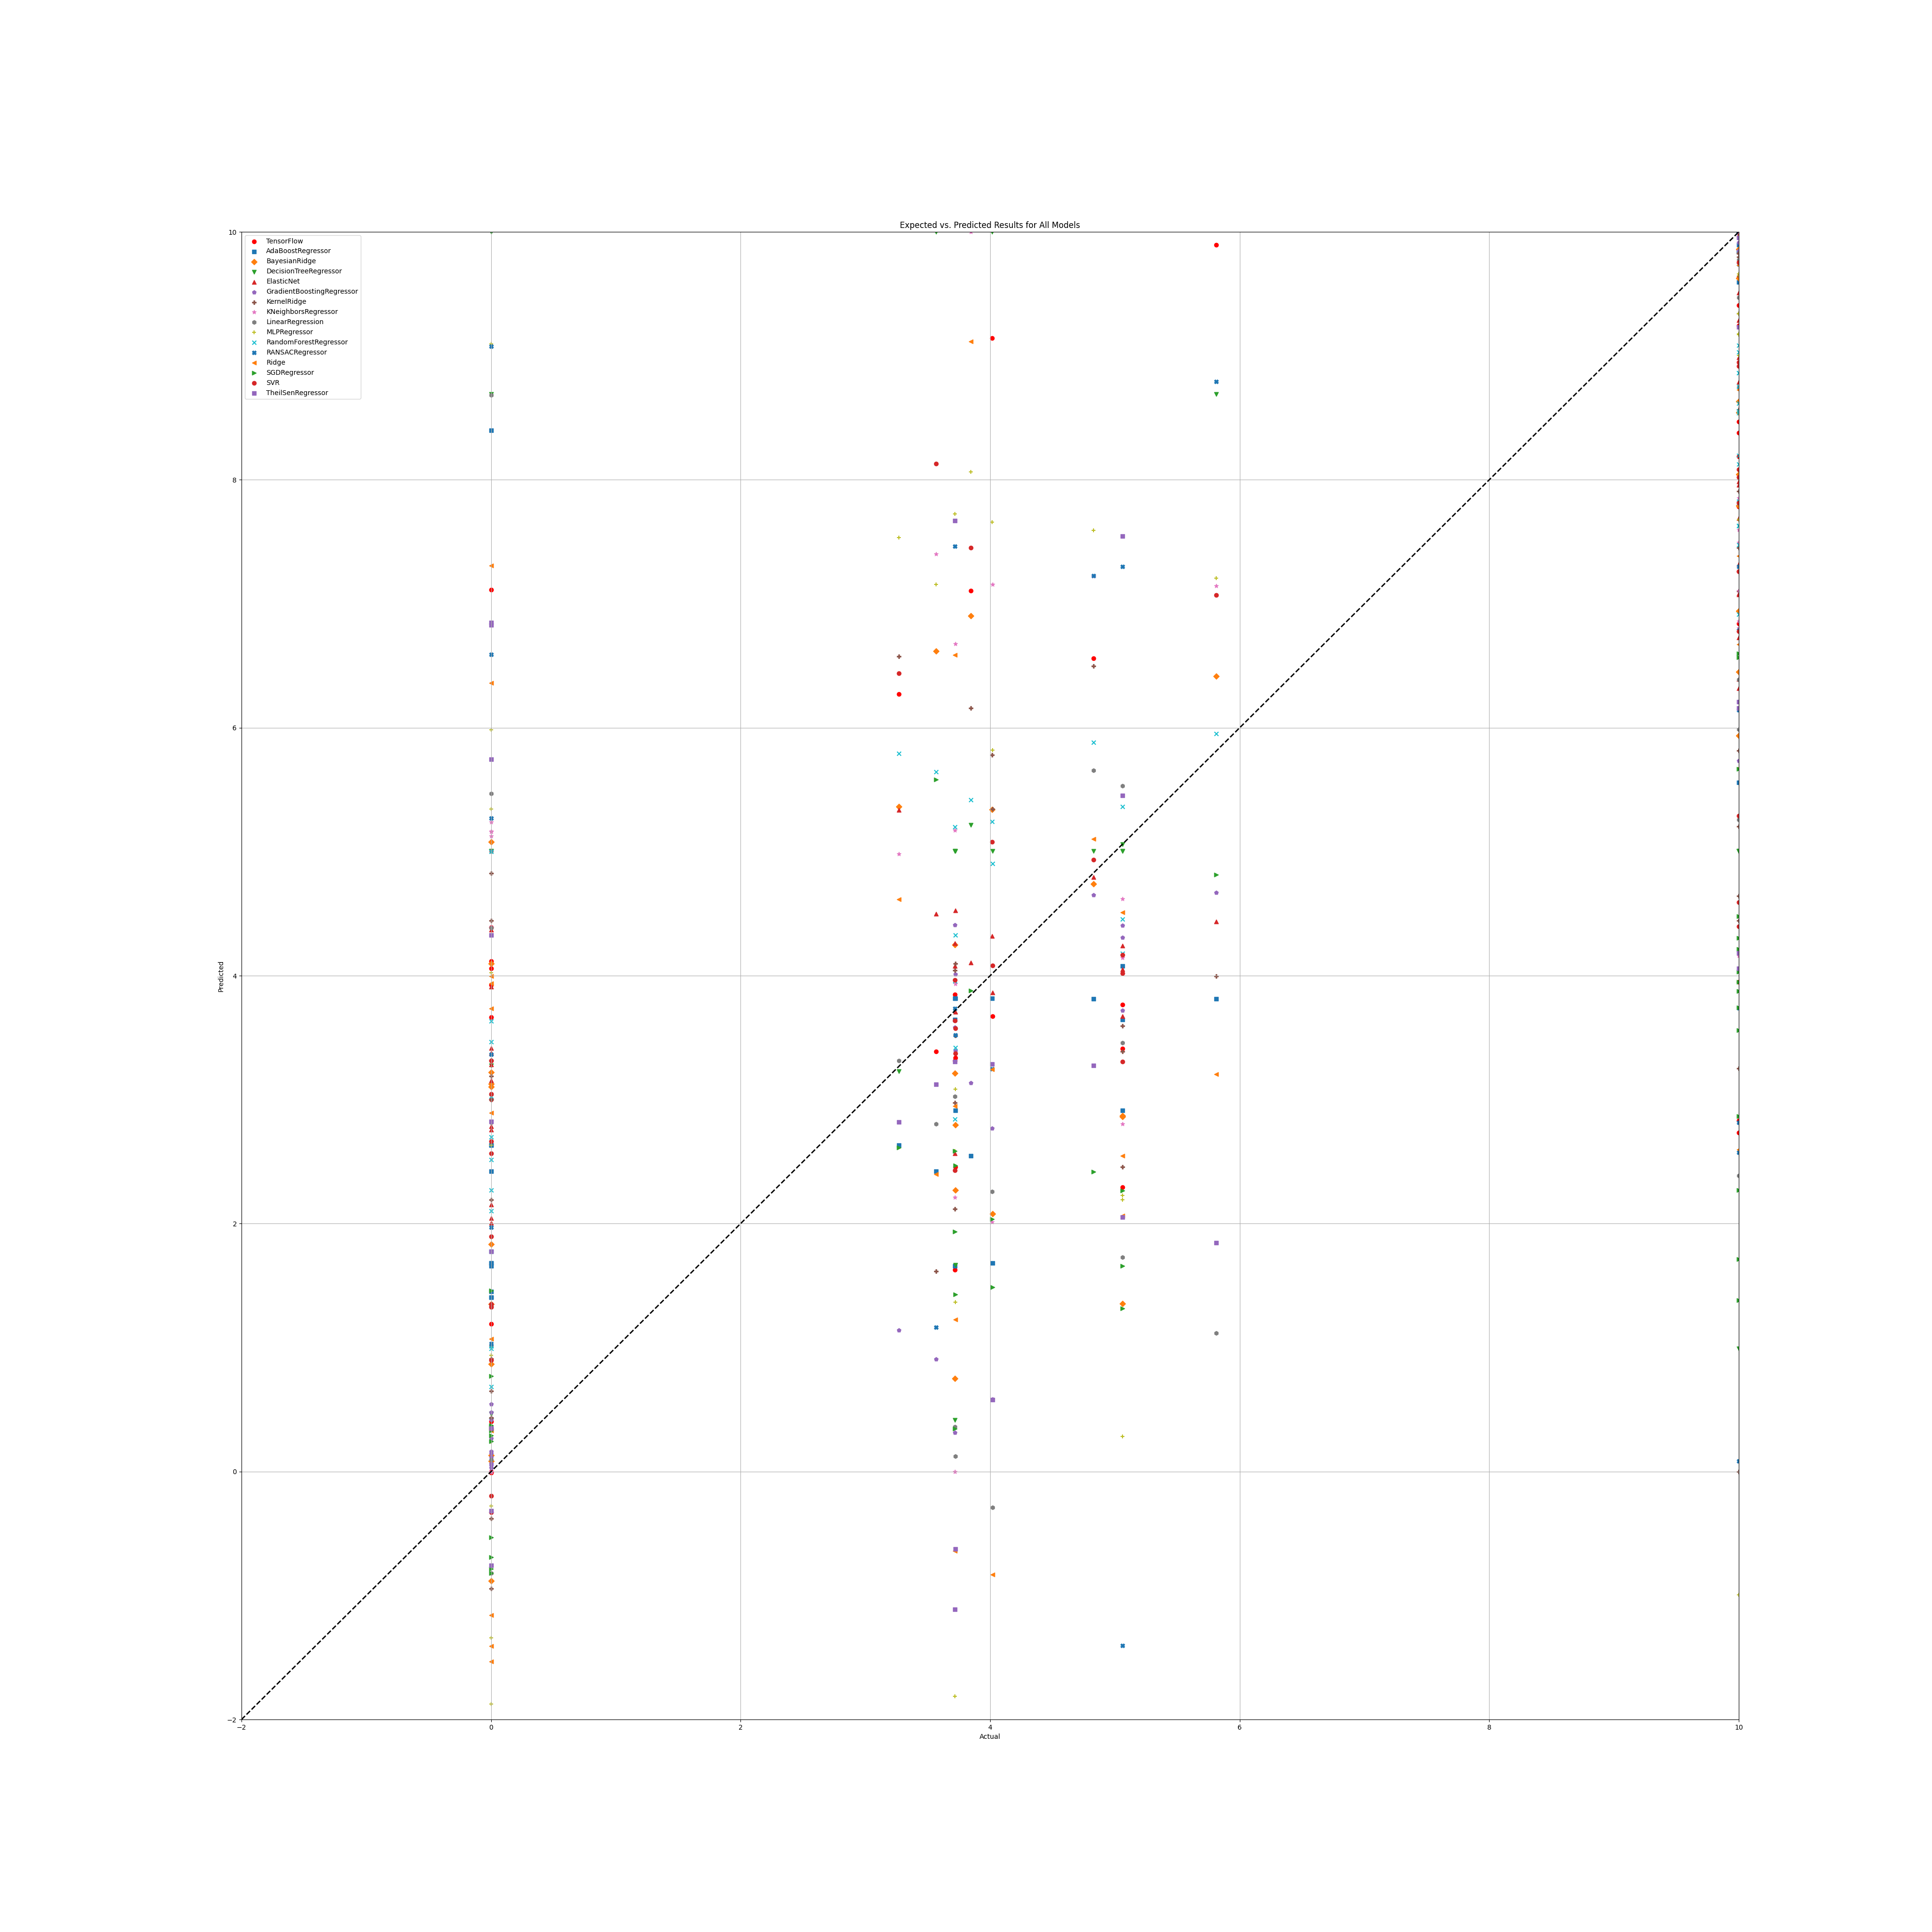 Expected vs. Predicted Results for All Models
10
TensorFlow
AdaBoostRegressor
BayesianRidge
DecisionTreeRegressor
ElasticNet
GradientBoostingRegressor
KernelRidge
KNeighborsRegressor
LinearRegression
MLPRegressor
RandomForestRegressor
RANSACRegressor
Ridge
SGDRegressor
SVR
TheilSenRegressor
8
6
4
Predicted
2
0
−2
−2 0 2 4 6 8 10
Actual